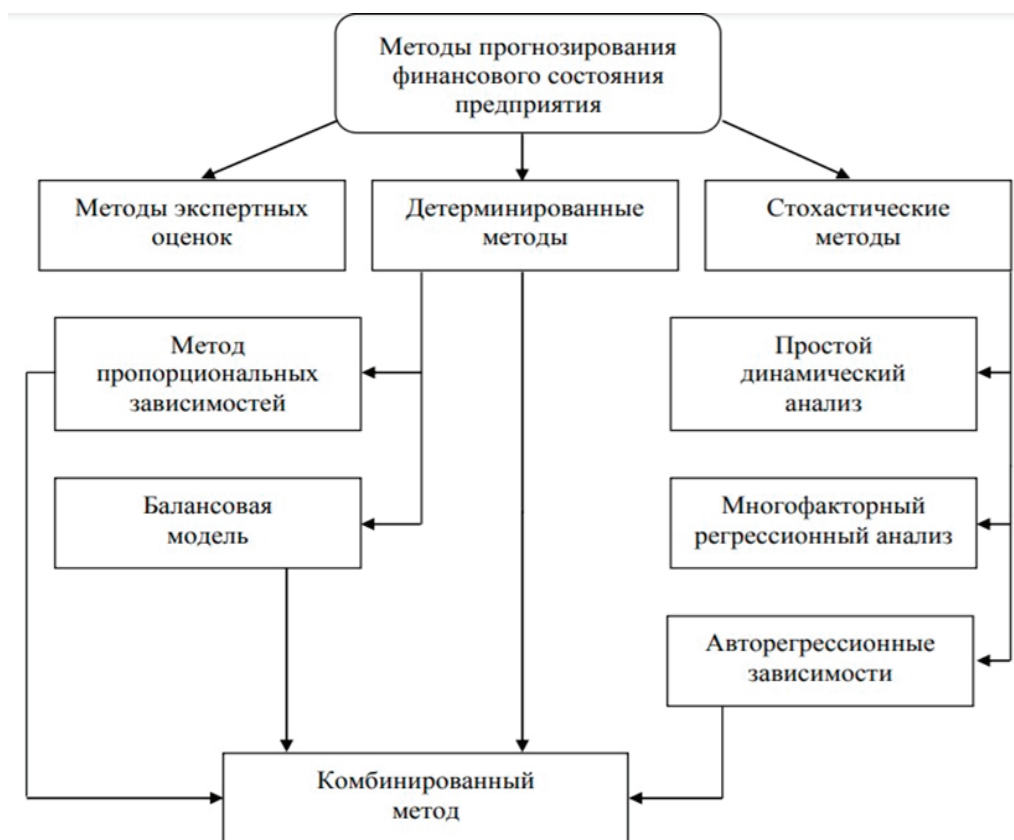 Методы прогнозирования
финансового состояния
предприятия
Методы экспертных
оценок
Детерминированные
методы
Стохастические
методы
Метод
пропорциональных
зависимостей
Простой
динамический
анализ
Балансовая
модель
Многофакторный
регрессионный анализ
Авторегрессионные
зависимости
Комбинированный
метод